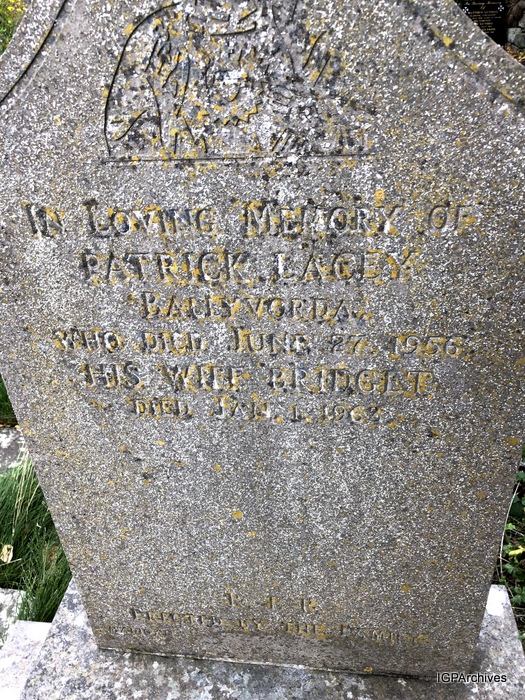 IN LOVING MEMORY OF
PATRICK LACEY
BALLYVORDA
WHO DIED JUNE 27, 1956
HIS WIFE BRIDGET
DIED JAN. 1. 1962
R.I.P.
ERECTED BY THE FAMILY
IGPArchives